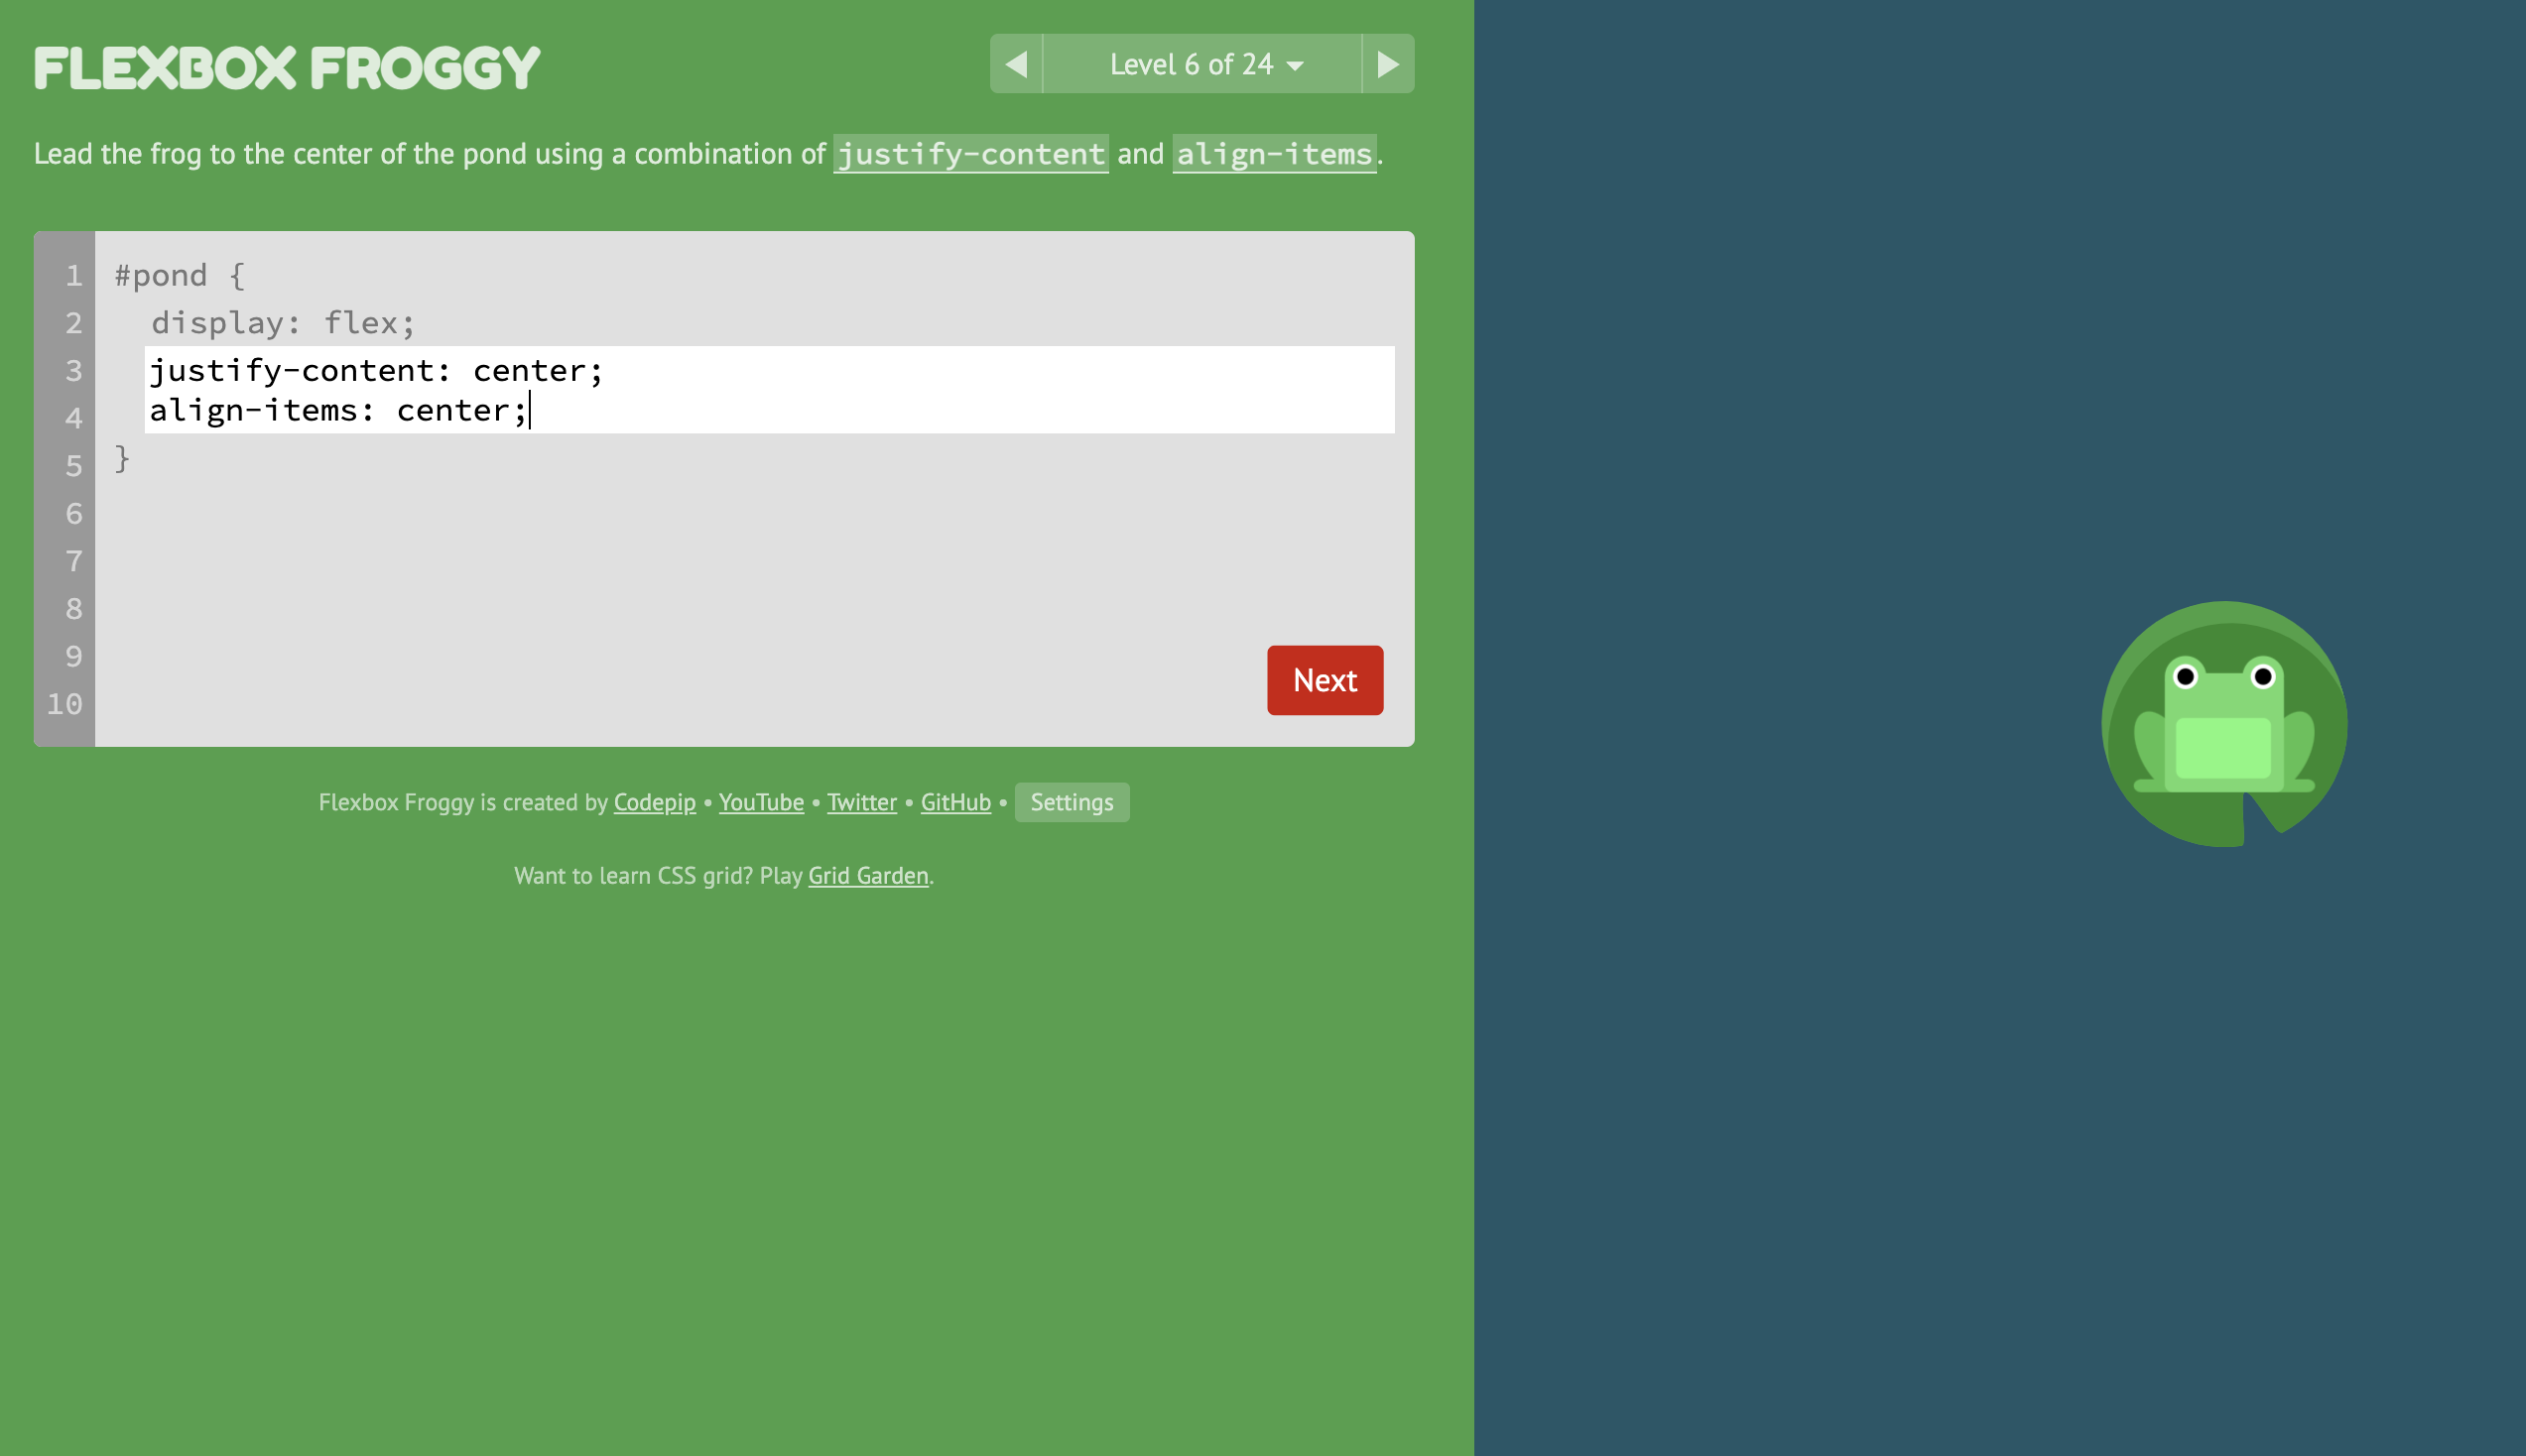 FLEXBOX FROGGY
Level 6 of 24
Lead the frog to the center of the pond using a combination of justify-content and align-items.
1 #pond {
2 display: flex;
3 justify-content: center;
4 align-items: center;
5 }
6
7
8
9
10
Next
Flexbox Froggy is created by Codepip • YouTube • Twitter • GitHub • Settings
Want to learn CSS grid? Play Grid Garden.